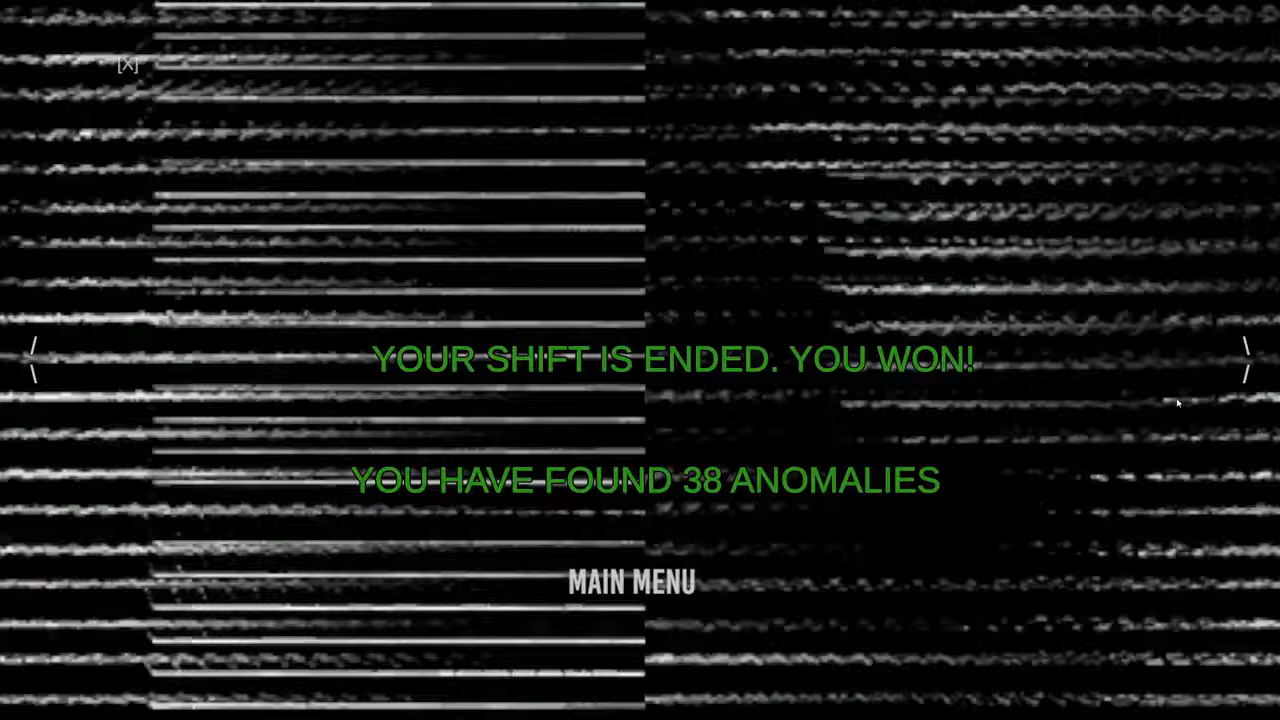 [X]
YOUR SHIFT IS ENDED. YOU WON!
YOU HAVE FOUND 38 ANOMALIES
MAIN MENU